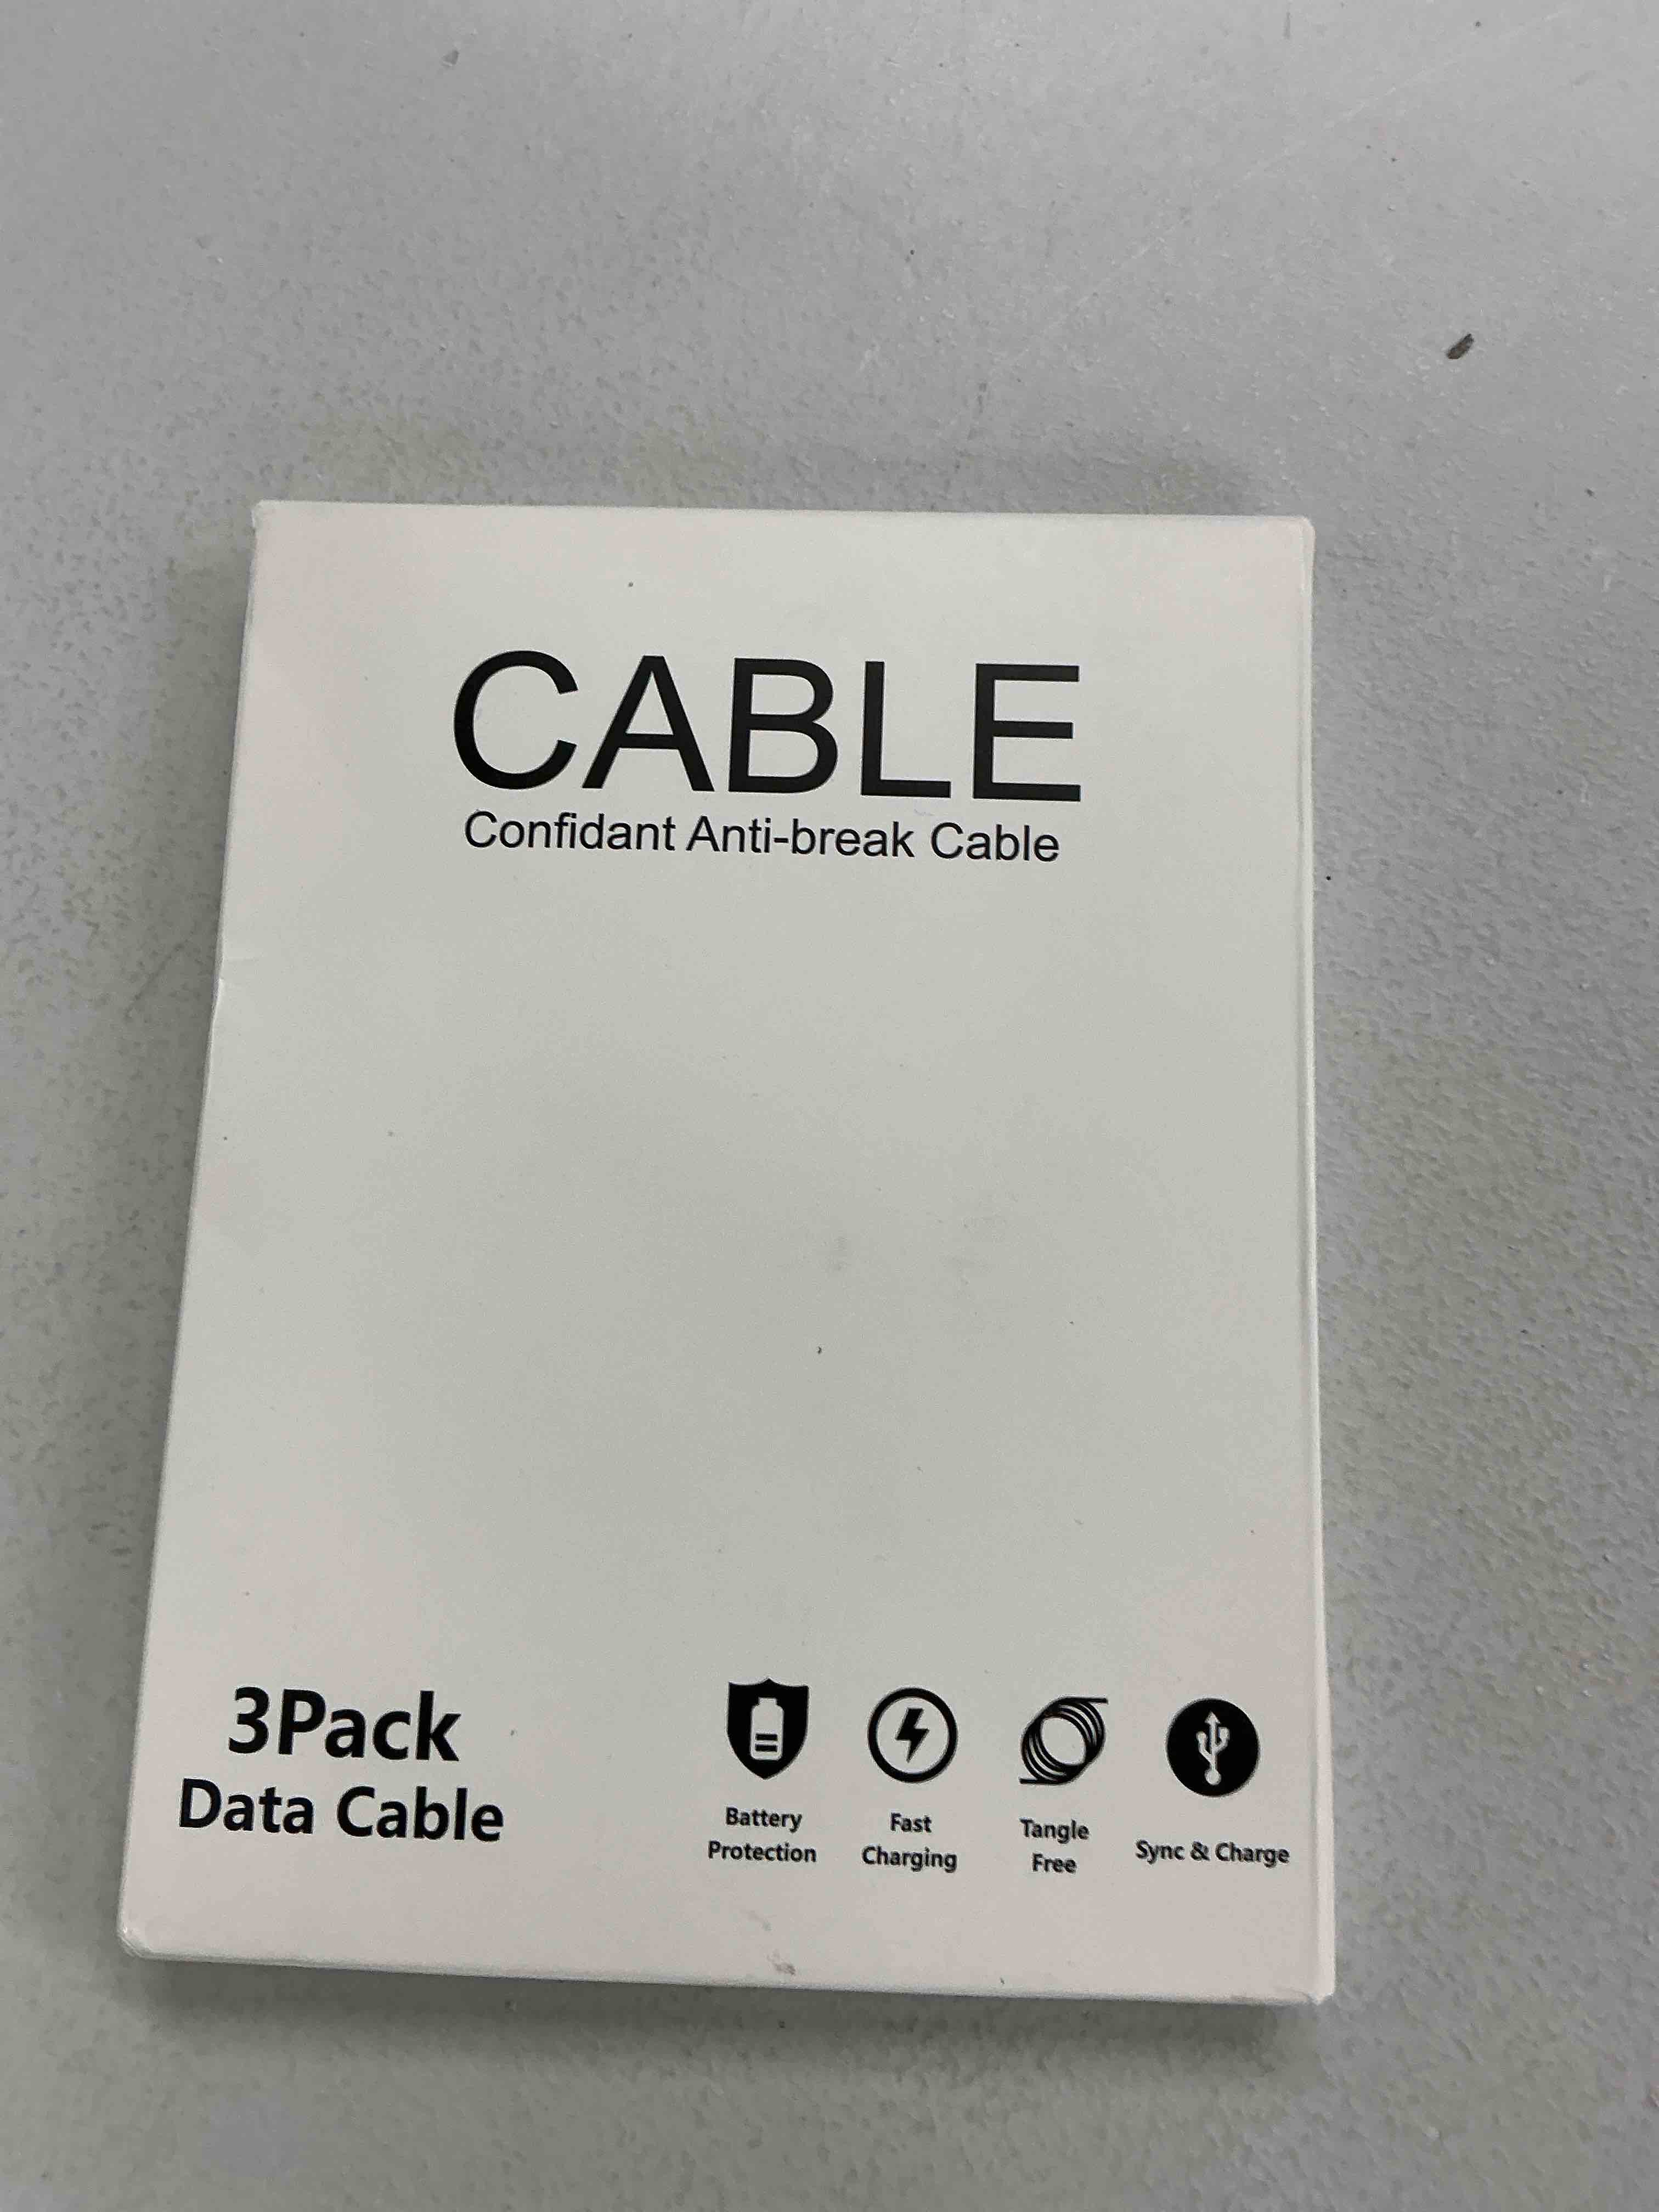 CABLE
Confidant Anti-break Cable
3Pack
Data Cable
Battery
Protection
Fast
Charging
Tangle
Free
Sync & Charge